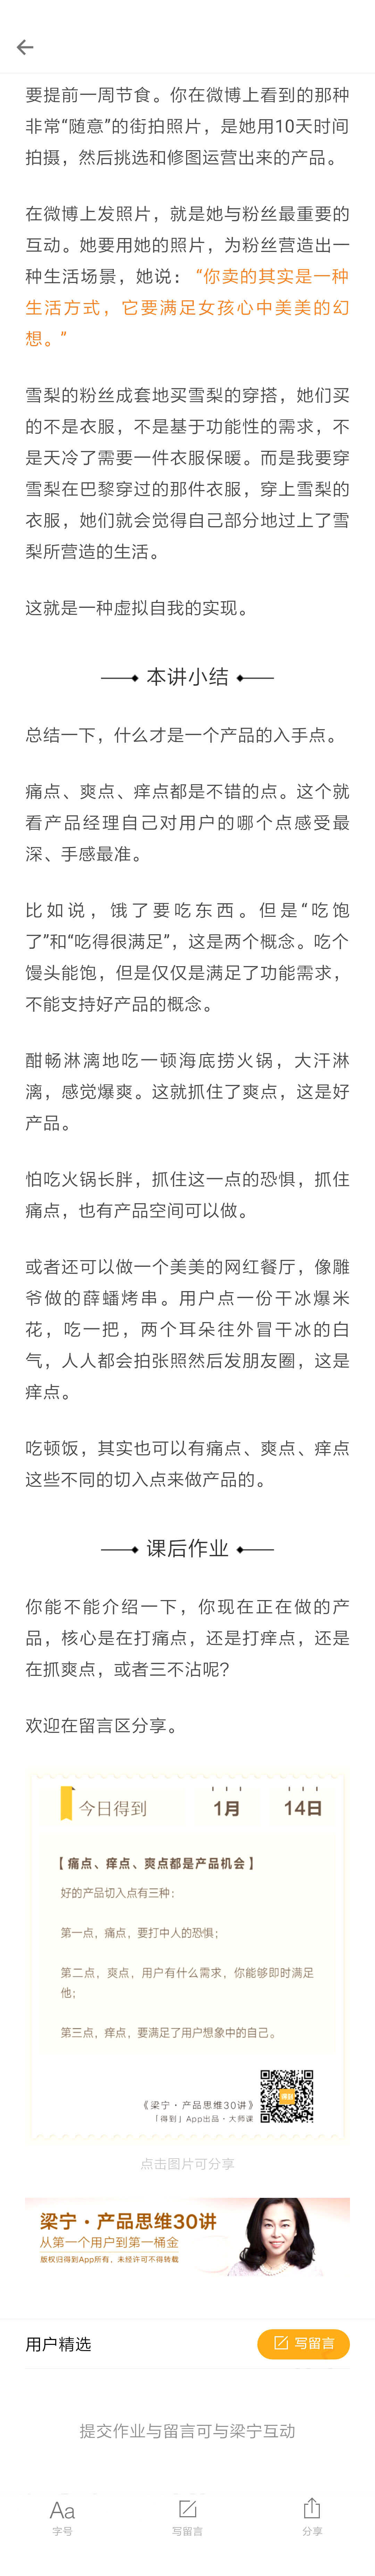 要提前一周节食。你在微博上看到的那种
非常“随意”的街拍照片，是她用10天时间
拍摄，然后挑选和修图运营出来的产品。
在微博上发照片，就是她与粉丝最重要的
互动。她要用她的照片，为粉丝营造出一
种生活场景，她说：“你卖的其实是一种
生活方式，它要满足女孩心中美美的幻
想。”
雪梨的粉丝成套地买雪梨的穿搭，她们买
的不是衣服，不是基于功能性的需求，不
是天冷了需要一件衣服保暖。而是我要穿
雪梨在巴黎穿过的那件衣服，穿上雪梨的
衣服，她们就会觉得自己部分地过上了雪
梨所营造的生活。
这就是一种虚拟自我的实现。
本讲小结
总结一下，什么才是一个产品的入手点。
痛点、爽点、痒点都是不错的点。这个就
看产品经理自己对用户的哪个点感受最
深、手感最准。
比如说，饿了要吃东西。但是“吃饱
了”和“吃得很满足”，这是两个概念。吃个
馒头能饱，但是仅仅是满足了功能需求，
不能支持好产品的概念。
酣畅淋漓地吃一顿海底捞火锅，大汗淋
漓，感觉爆爽。这就抓住了爽点，这是好
产品。
怕吃火锅长胖，抓住这一点的恐惧，抓住
痛点，也有产品空间可以做。
或者还可以做一个美美的网红餐厅，像雕
爷做的薛蟠烤串。用户点一份干冰爆米
花，吃一把，两个耳朵往外冒干冰的白
气，人人都会拍张照然后发朋友圈，这是
痒点。
吃顿饭，其实也可以有痛点、爽点、痒点
这些不同的切入点来做产品的。
课后作业
你能不能介绍一下，你现在正在做的产
品，核心是在打痛点，还是打痒点，还是
在抓爽点，或者三不沾呢？
欢迎在留言区分享。
今日得到 1月 14日
【痛点、痒点、爽点都是产品机会】
好的产品切入点有三种：
第一点，痛点，要打中人的恐惧；
第二点，爽点，用户有什么需求，你能够即时满足
他；
第三点，痒点，要满足了用户想象中的自己。
《梁宁·产品思维30讲》
「得到」App出品·大师课
点击图片可分享
梁宁·产品思维30讲
从第一个用户到第一桶金
版权归得到App所有，未经许可不得转载
用户精选 写留言
提交作业与留言可与梁宁互动
Aa
字号 写留言 分享